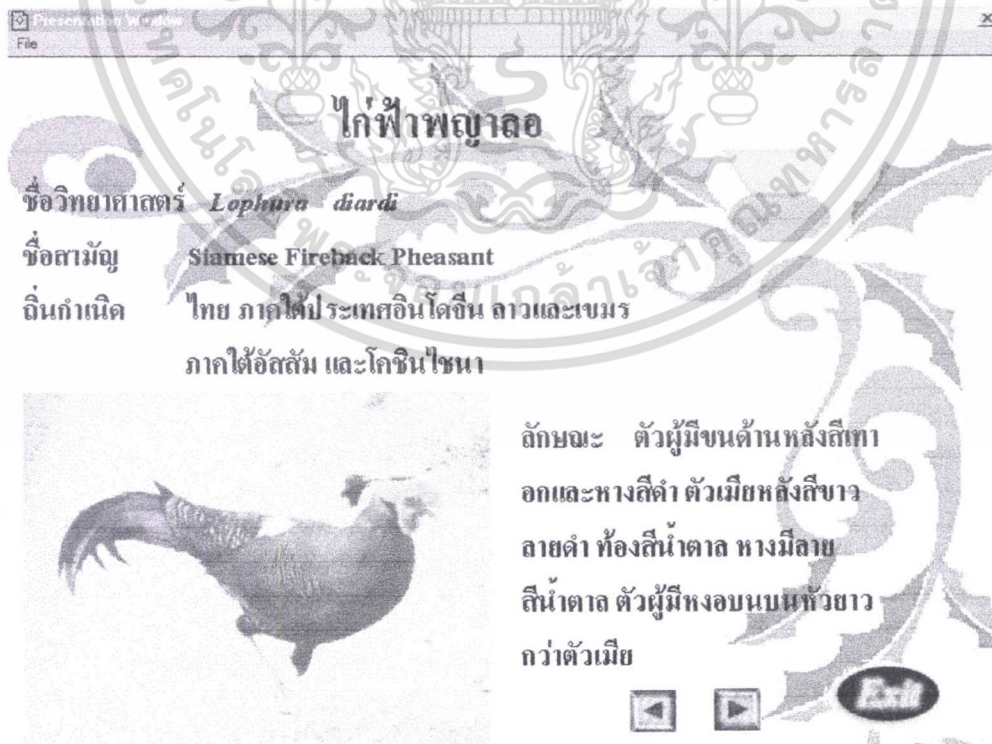 Presentation Window
File
ไก่ฟ้าพญาลอ
ชื่อวิทยาศาสตร์ Lophura diardi
ชื่อสามัญ Siamese Fireback Pheasant
ถิ่นกำเนิด ไทย ภาคใต้ประเทศอินโดจีน ลาวและเขมร
ภาคใต้อัสสัม และโคชินไชนา
ลักษณะ ตัวผู้มีขนด้านหลังสีเทา
อกและหางสีดำ ตัวเมียหลังสีขาว
ลายดำ ท้องสีน้ำตาล หางมีลาย
สีน้ำตาล ตัวผู้มีหงอนบนหัวยาว
กว่าตัวเมีย
Exit